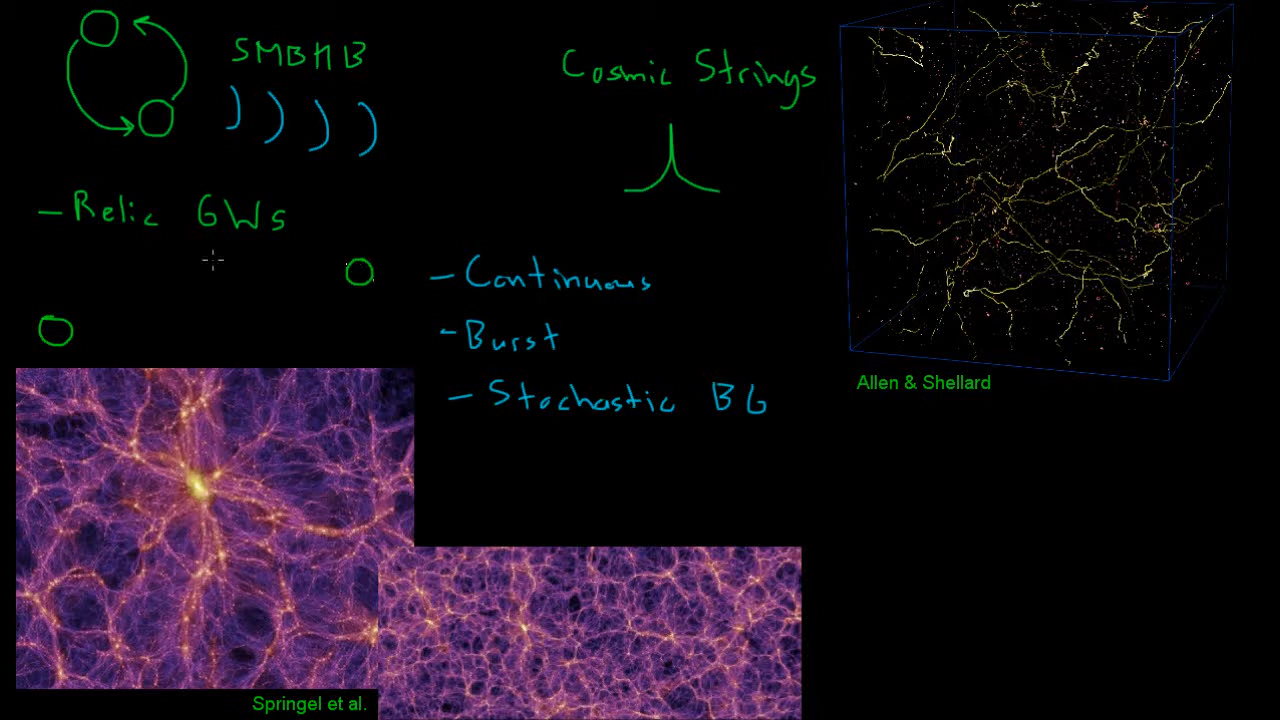 SMBHB
Cosmic Strings
- Relic GWs
- Continuous
- Burst
- Stochastic BG
Allen & Shellard
Springel et al.